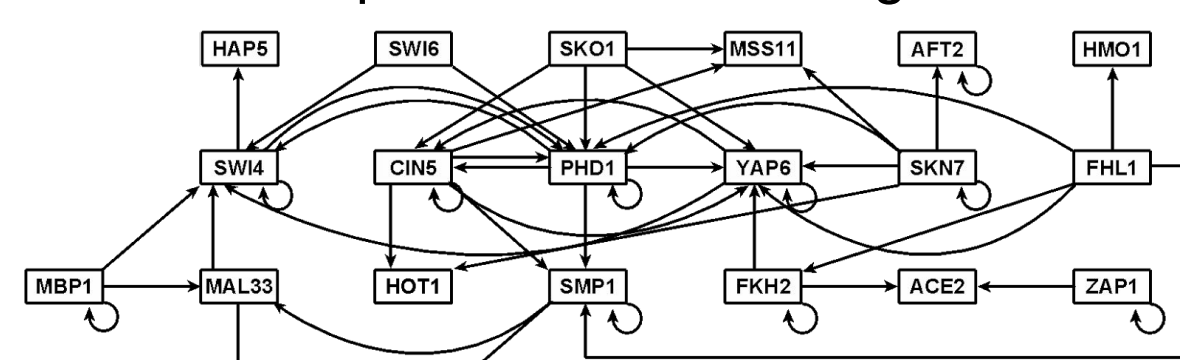 HAP5 SWI6 SKO1 MSS11 AFT2 HMO1
SWI4 CIN5 PHD1 YAP6 SKN7 FHL1
MBP1 MAL33 HOT1 SMP1 FKH2 ACE2 ZAP1